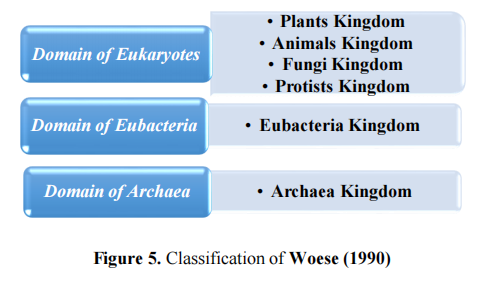 Domain of Eukaryotes
• Plants Kingdom
• Animals Kingdom
• Fungi Kingdom
• Protists Kingdom
Domain of Eubacteria
• Eubacteria Kingdom
Domain of Archaea
• Archaea Kingdom
Figure 5. Classification of Woese (1990)